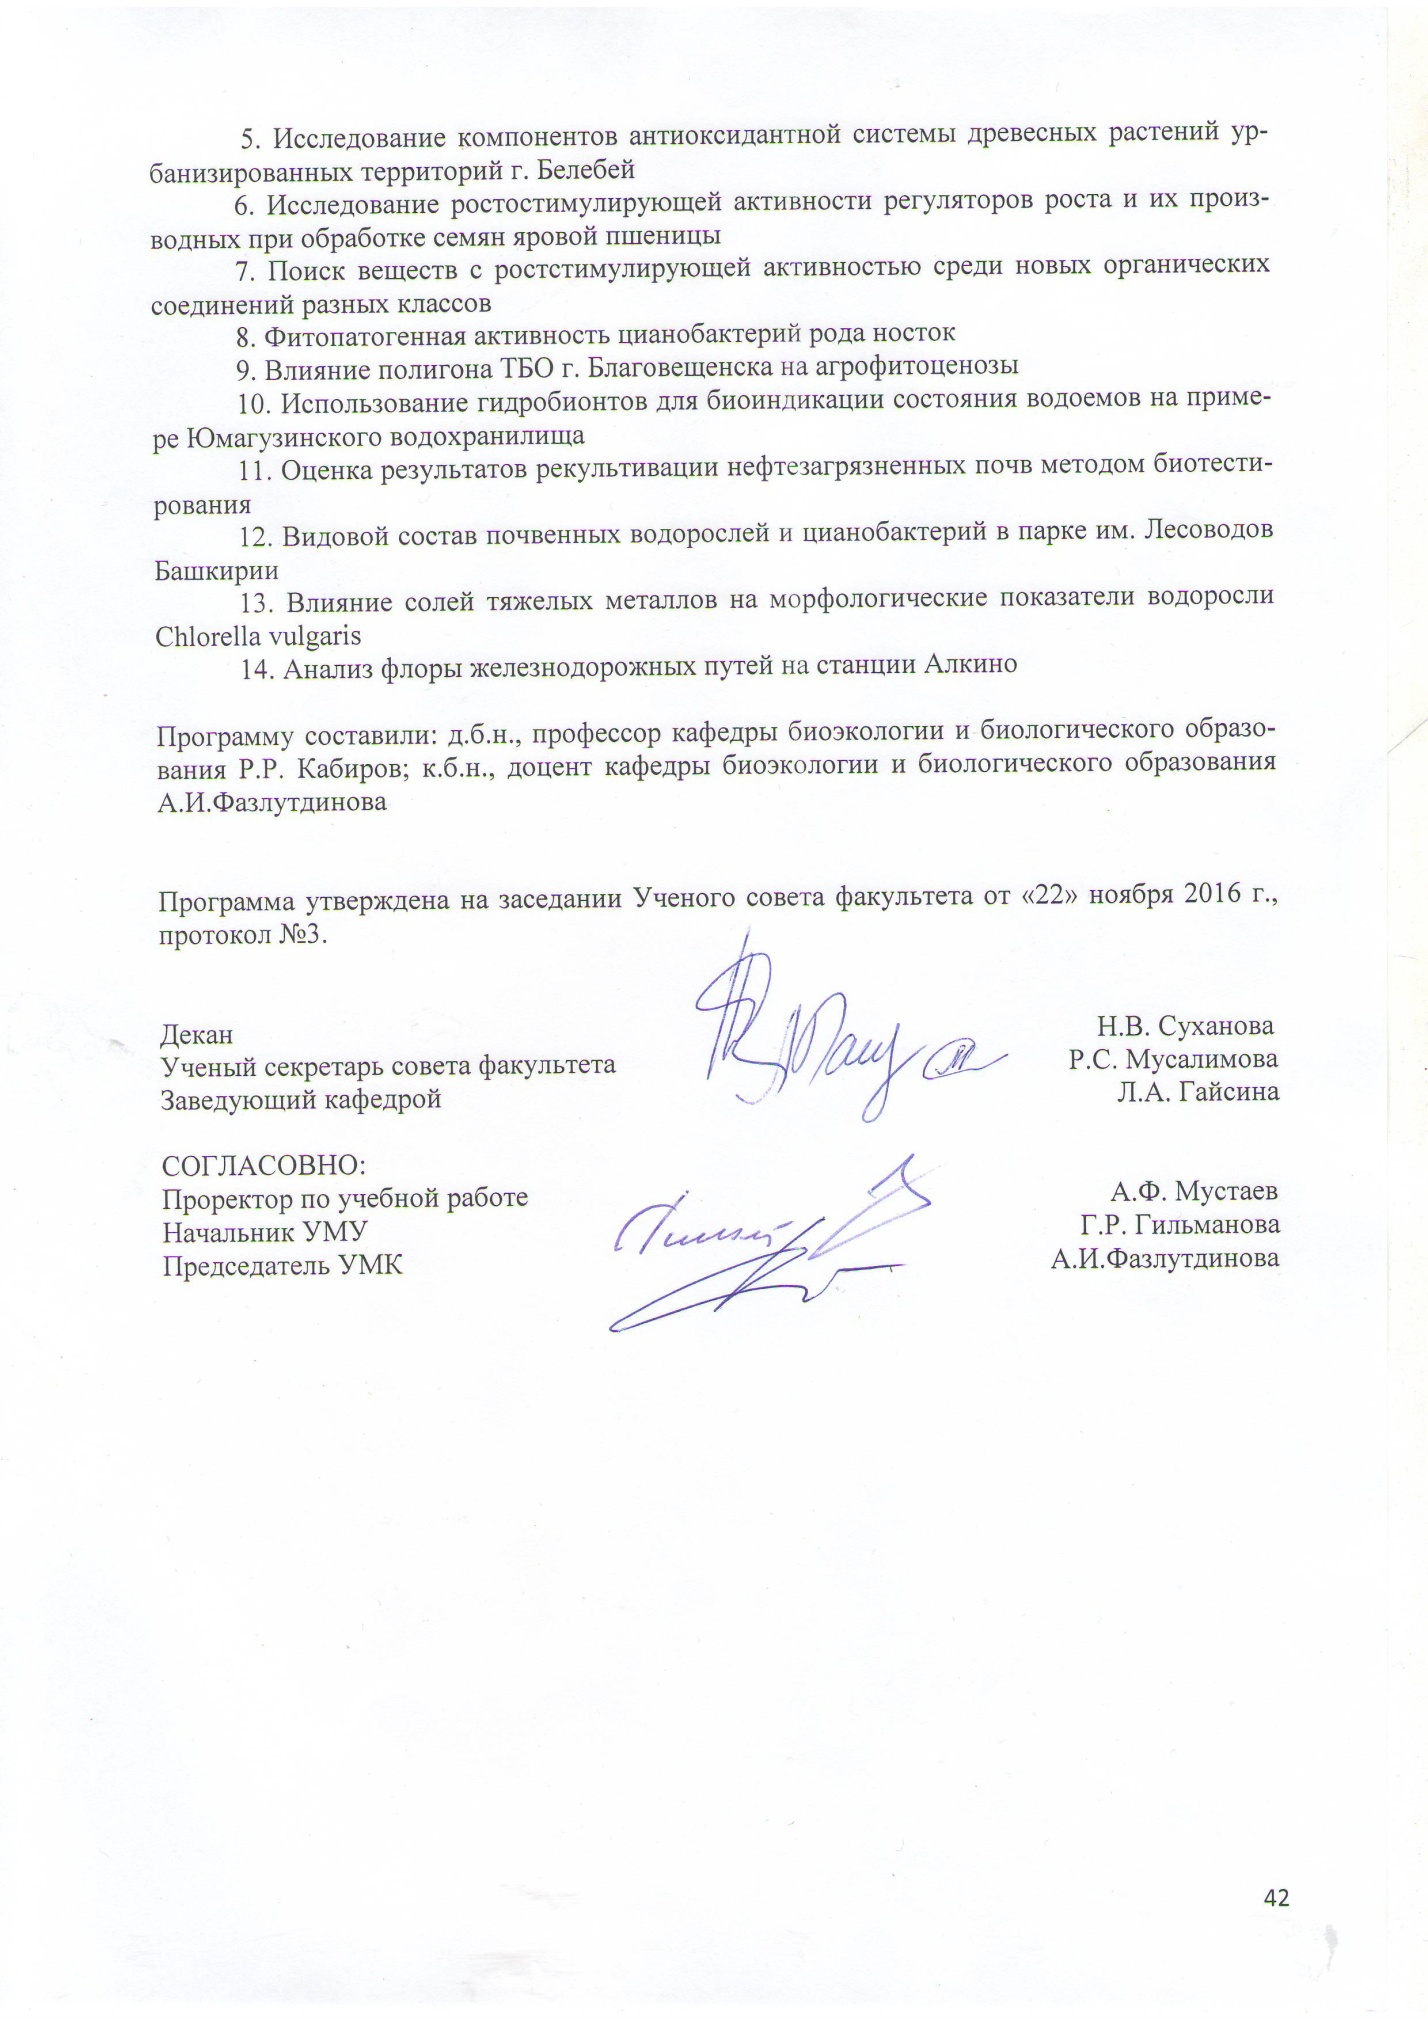 5. Исследование компонентов антиоксидантной системы древесных растений ур-
банизированных территорий г. Белебей
6. Исследование ростостимулирующей активности регуляторов роста и их произ-
водных при обработке семян яровой пшеницы
7. Поиск веществ с ростстимулирующей активностью среди новых органических
соединений разных классов
8. Фитопатогенная активность цианобактерий рода носток
9. Влияние полигона ТБО г. Благовещенска на агрофитоценозы
10. Использование гидробионтов для биоиндикации состояния водоемов на приме-
ре Юмагузинского водохранилища
11. Оценка результатов рекультивации нефтезагрязненных почв методом биотести-
рования
12. Видовой состав почвенных водорослей и цианобактерий в парке им. Лесоводов
Башкирии
13. Влияние солей тяжелых металлов на морфологические показатели водоросли
Chlorella vulgaris
14. Анализ флоры железнодорожных путей на станции Алкино
Программу составили: д.б.н., профессор кафедры биоэкологии и биологического образо-
вания Р.Р. Кабиров; к.б.н., доцент кафедры биоэкологии и биологического образования
А.И.Фазлутдинова
Программа утверждена на заседании Ученого совета факультета от «22» ноября 2016 г.,
протокол №3.
Декан Н.В. Суханова
Ученый секретарь совета факультета Р.С. Мусалимова
Заведующий кафедрой Л.А. Гайсина
СОГЛАСОВНО:
Проректор по учебной работе А.Ф. Мустаев
Начальник УМУ Г.Р. Гильманова
Председатель УМК А.И.Фазлутдинова
42